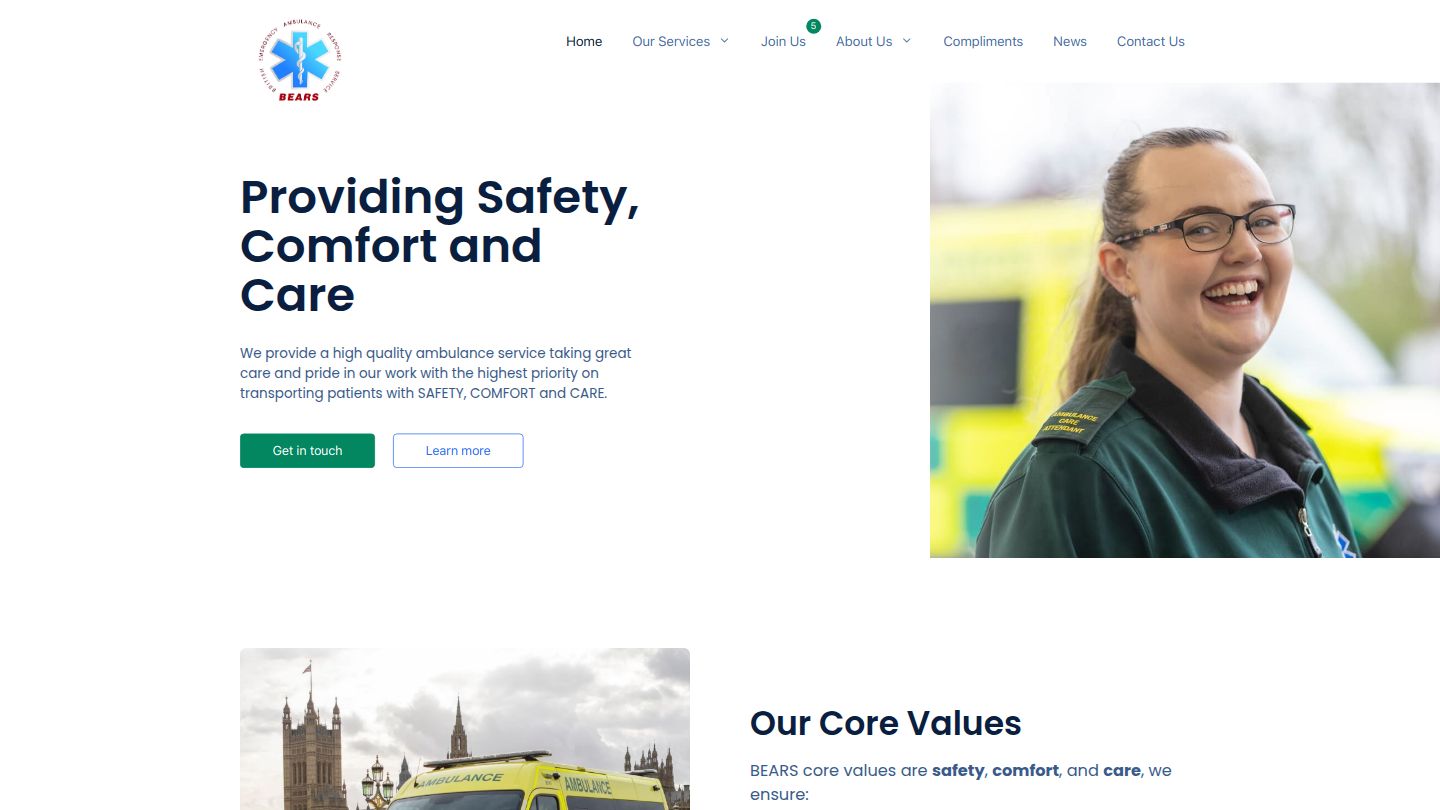 BRITISH EMERGENCY AMBULANCE RESPONSE SERVICE
BEARS
Home
Our Services
Join Us
5
About Us
Compliments
News
Contact Us
Providing Safety,
Comfort and
Care
We provide a high quality ambulance service taking great
care and pride in our work with the highest priority on
transporting patients with SAFETY, COMFORT and CARE.
Get in touch
Learn more
AMBULANCE
CARE
ATTENDANT
AMBULANCE
AMBULANCE
Our Core Values
BEARS core values are safety, comfort, and care, we
ensure: